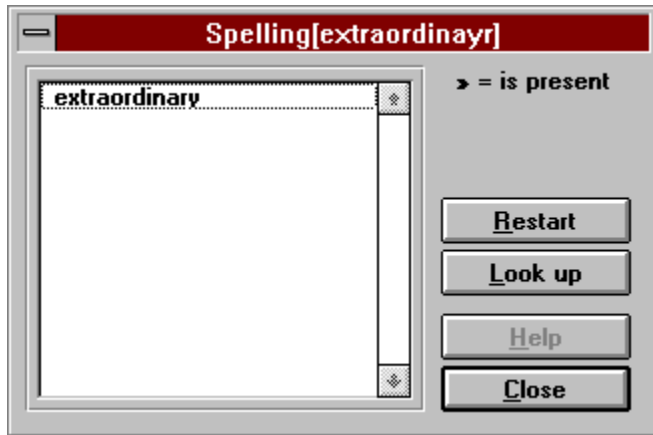 Spelling[extraordinayr]
extraordinary
» = is present
Restart
Look up
Help
Close